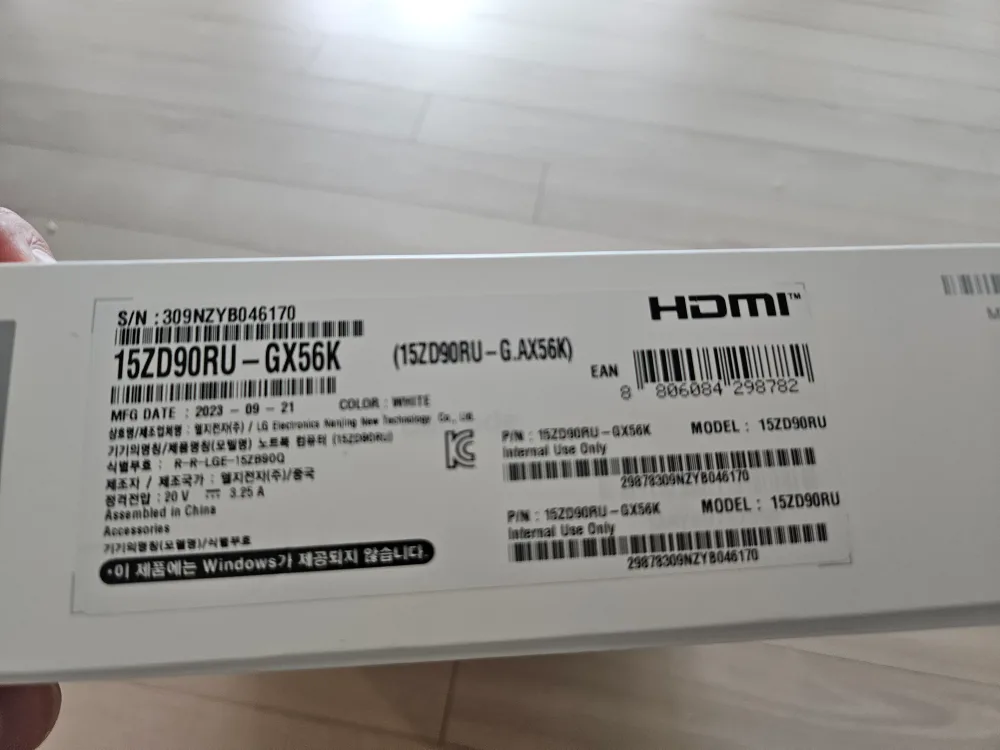 S/N : 309NZYB046170
HDMI™
15ZD90RU – GX56K
(15ZD90RU – G.AX56K)
EAN
8 806084 298782
MFG DATE : 2023 – 09 – 21 COLOR : WHITE
상호명/제조업체명 : 엘지전자(주) / LG Electronics Nanjing New Technology Co., Ltd.
기기의명칭/제품명칭(모델명) 노트북 컴퓨터 (15ZD90RU)
식별부호 : R-R-LGE-15ZB90Q
제조자 / 제조국가 : 엘지전자(주)/중국
정격전압 : 20 V ⎓ 3.25 A
Assembled in China
Accessories
기기의명칭(모델명)/식별부호
•이 제품에는 Windows가 제공되지 않습니다.
P/N : 15ZD90RU-GX56K MODEL : 15ZD90RU
Internal Use Only
29878309NZYB046170
P/N : 15ZD90RU-GX56K MODEL : 15ZD90RU
Internal Use Only
29878309NZYB046170
M